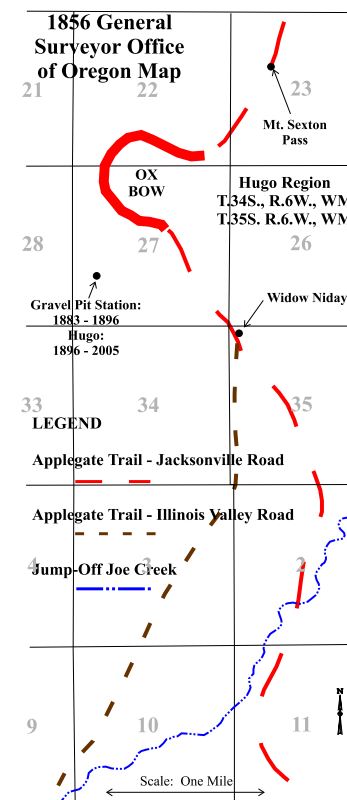 1856 General
Surveyor Office
of Oregon Map
21
22
23
Mt. Sexton
Pass
OX
BOW
Hugo Region
T.34S., R.6W., WM
T.35S. R.6.W., WM
28
27
26
Gravel Pit Station:
1883 - 1896
Hugo:
1896 - 2005
Widow Niday
33
34
35
LEGEND
Applegate Trail - Jacksonville Road
Applegate Trail - Illinois Valley Road
4
3
2
Jump-Off Joe Creek
N
9
10
11
Scale: One Mile